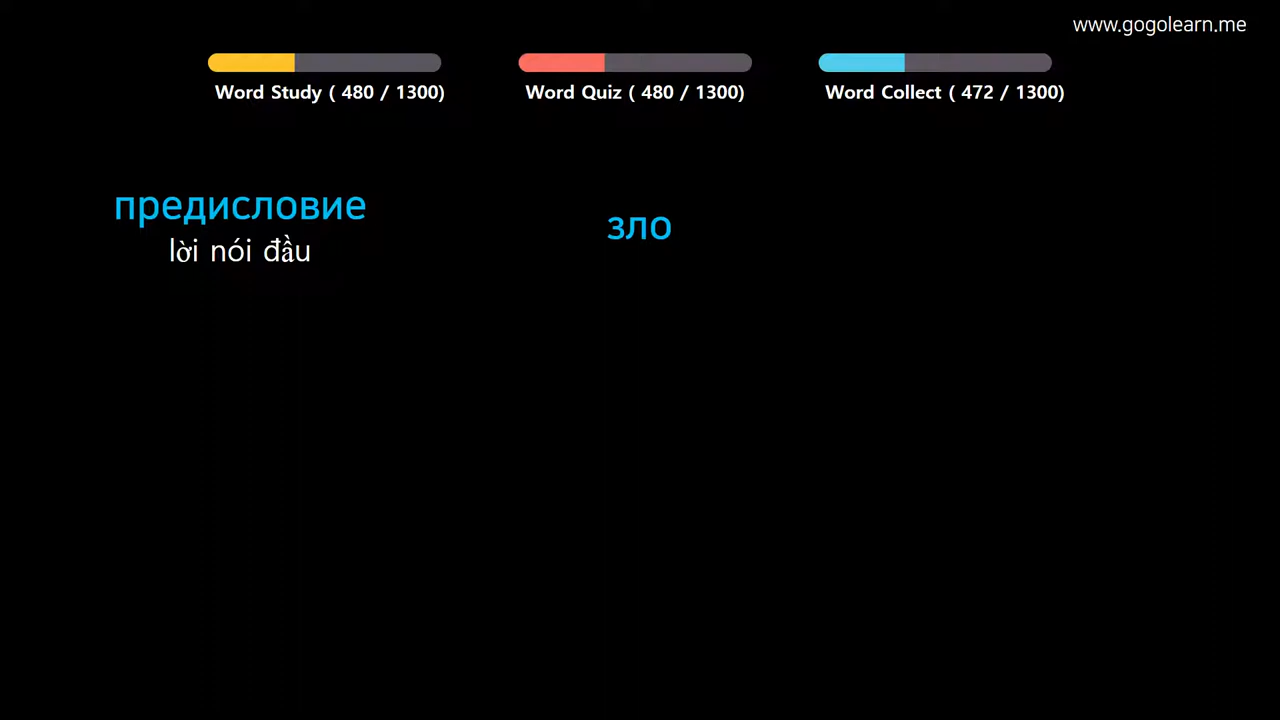 www.gogolearn.me
Word Study ( 480 / 1300)
Word Quiz ( 480 / 1300)
Word Collect ( 472 / 1300)
предисловие
lời nói đầu
зло